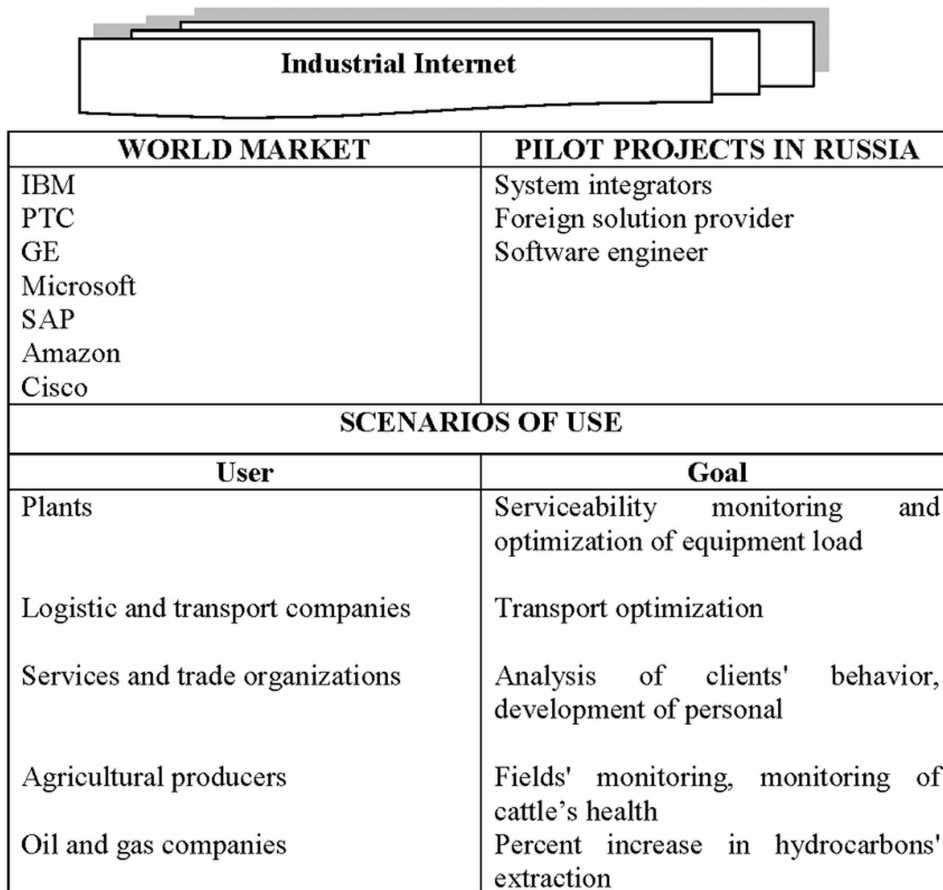 Industrial Internet
WORLD MARKET
PILOT PROJECTS IN RUSSIA
IBM
PTC
GE
Microsoft
SAP
Amazon
Cisco
System integrators
Foreign solution provider
Software engineer
SCENARIOS OF USE
User
Goal
Plants
Serviceability monitoring and
optimization of equipment load
Logistic and transport companies
Transport optimization
Services and trade organizations
Analysis of clients' behavior,
development of personal
Agricultural producers
Fields' monitoring, monitoring of
cattle’s health
Oil and gas companies
Percent increase in hydrocarbons'
extraction